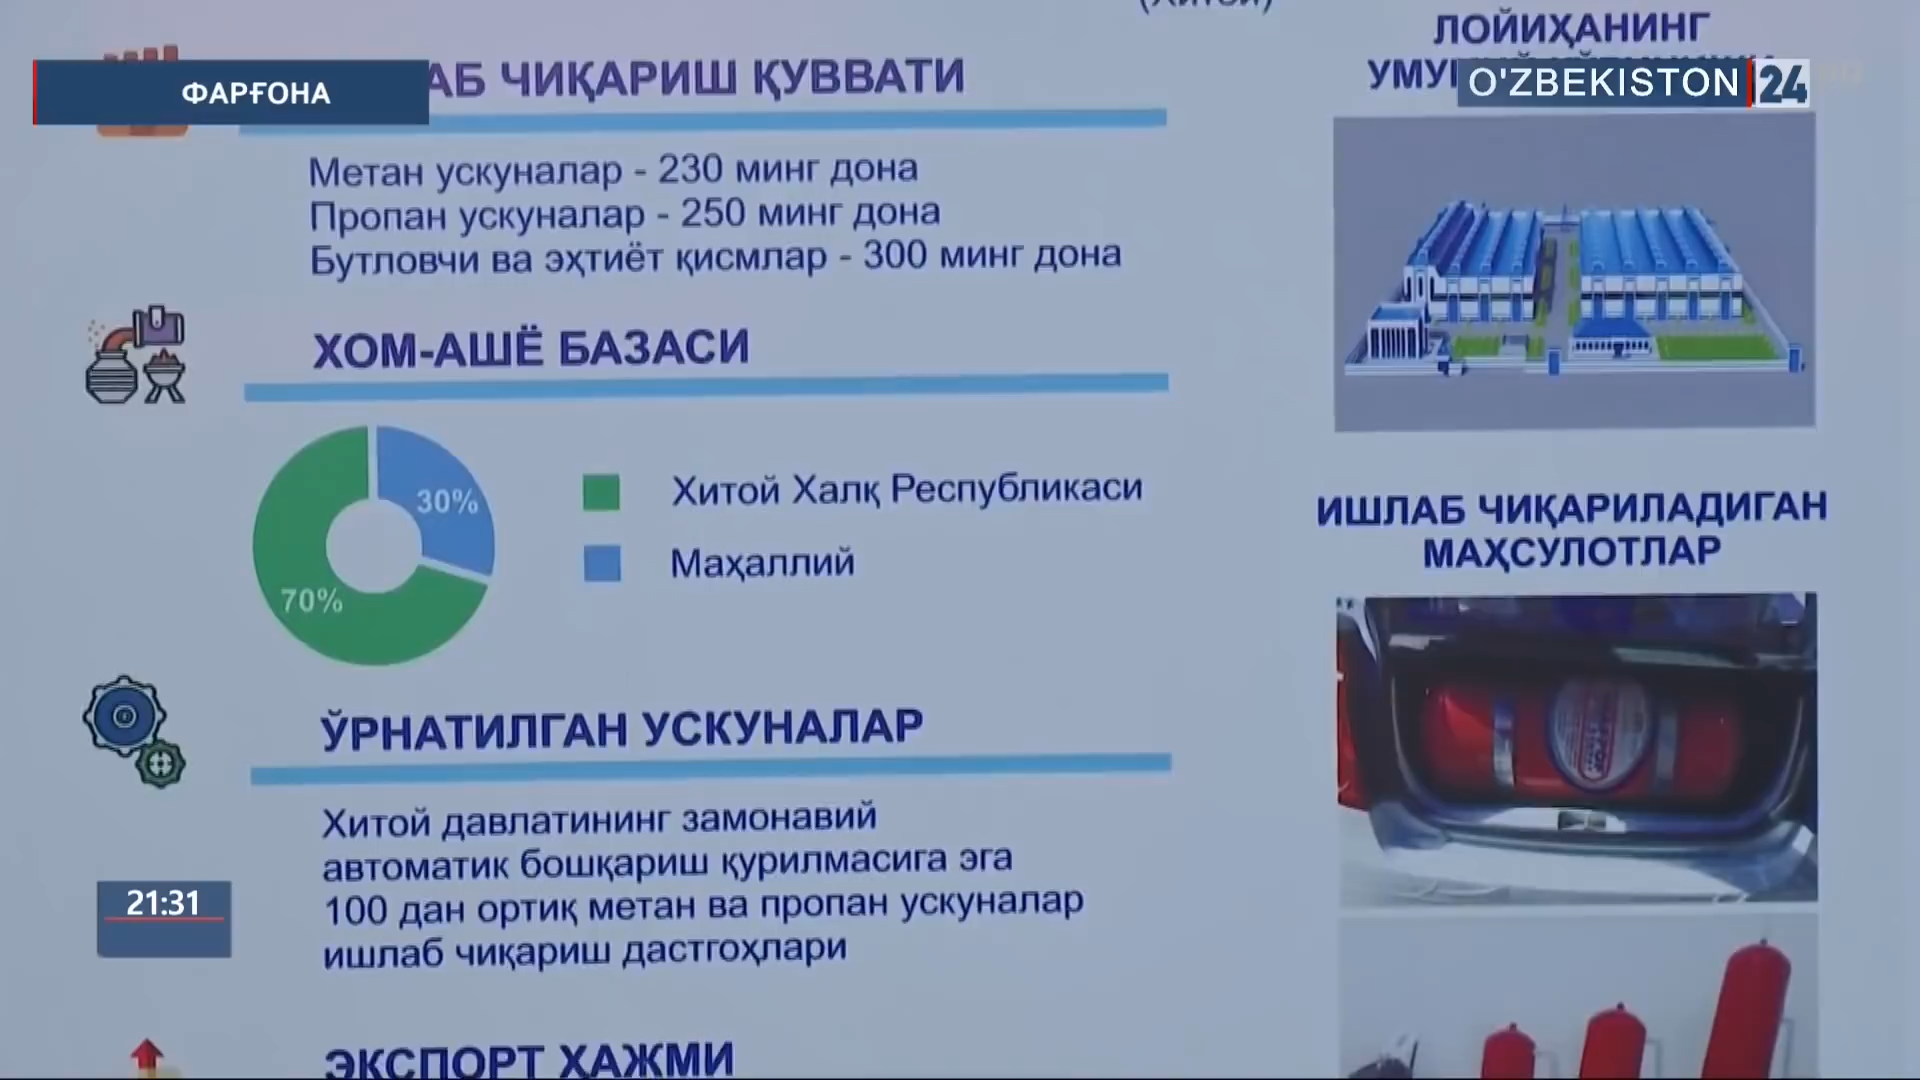 ФАРҒОНА
ЧИҚАРИШ ҚУВВАТИ
Метан ускуналар - 230 минг дона
Пропан ускуналар - 250 минг дона
Бутловчи ва эҳтиёт қисмлар - 300 минг дона
ХОМ-АШЁ БАЗАСИ
30%
70%
Хитой Халқ Республикаси
Маҳаллий
ЎРНАТИЛГАН УСКУНАЛАР
Хитой давлатининг замонавий
автоматик бошқариш қурилмасига эга
100 дан ортиқ метан ва пропан ускуналар
ишлаб чиқариш дастгоҳлари
21:31
ЭКСПОРТ ҲАЖМИ
ЛОЙИҲАНИНГ
O'ZBEKISTON 24
ИШЛАБ ЧИҚАРИЛАДИГАН
МАҲСУЛОТЛАР